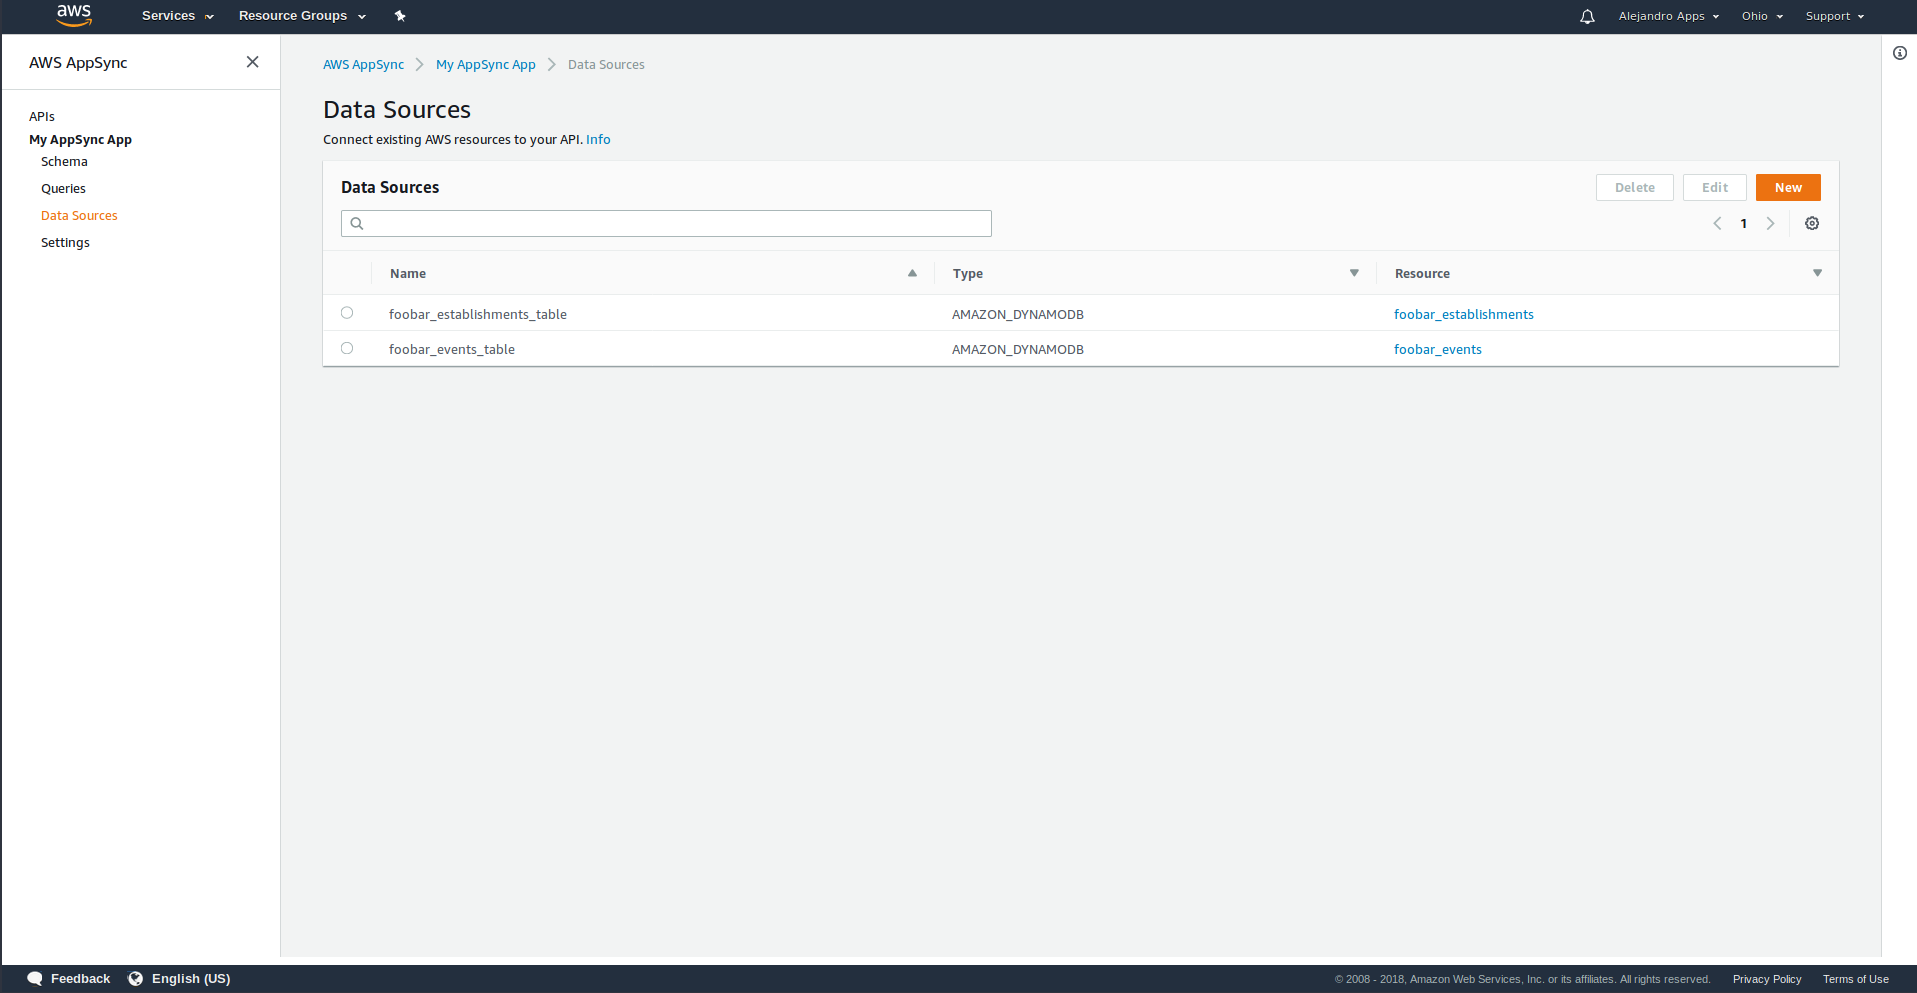 aws Services Resource Groups Alejandro Apps Ohio Support
AWS AppSync
APIs
My AppSync App
Schema
Queries
Data Sources
Settings
AWS AppSync My AppSync App Data Sources
Data Sources
Connect existing AWS resources to your API. Info
Data Sources Delete Edit New
1
Name Type Resource
foobar_establishments_table AMAZON_DYNAMODB foobar_establishments
foobar_events_table AMAZON_DYNAMODB foobar_events
Feedback English (US) © 2008 - 2018, Amazon Web Services, Inc. or its affiliates. All rights reserved. Privacy Policy Terms of Use